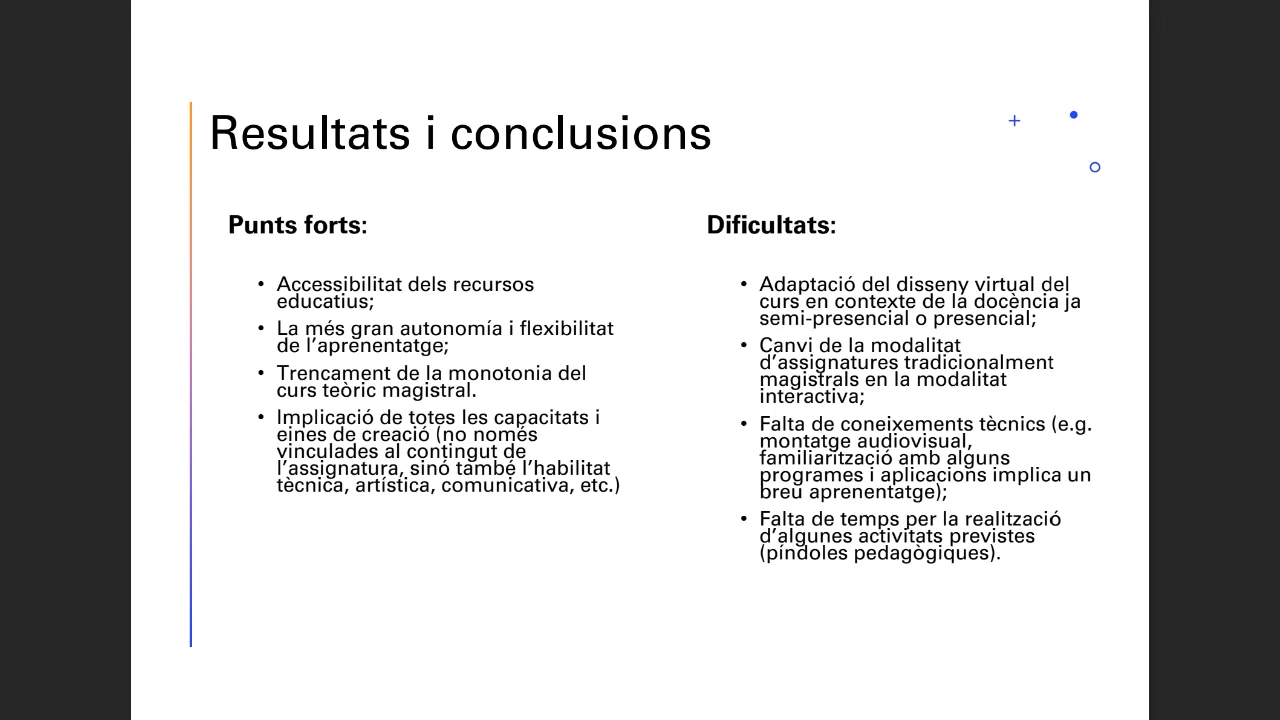 Resultats i conclusions
Punts forts:
• Accessibilitat dels recursos
educatius;
• La més gran autonomía i flexibilitat
de l’aprenentatge;
• Trencament de la monotonia del
curs teòric magistral.
• Implicació de totes les capacitats i
eines de creació (no només
vinculades al contingut de
l’assignatura, sinó també l’habilitat
tècnica, artística, comunicativa, etc.)
Dificultats:
• Adaptació del disseny virtual del
curs en contexte de la docència ja
semi-presencial o presencial;
• Canvi de la modalitat
d’assignatures tradicionalment
magistrals en la modalitat
interactiva;
• Falta de coneixements tècnics (e.g.
montatge audiovisual,
familiarització amb alguns
programes i aplicacions implica un
breu aprenentatge);
• Falta de temps per la realització
d’algunes activitats previstes
(píndoles pedagògiques).